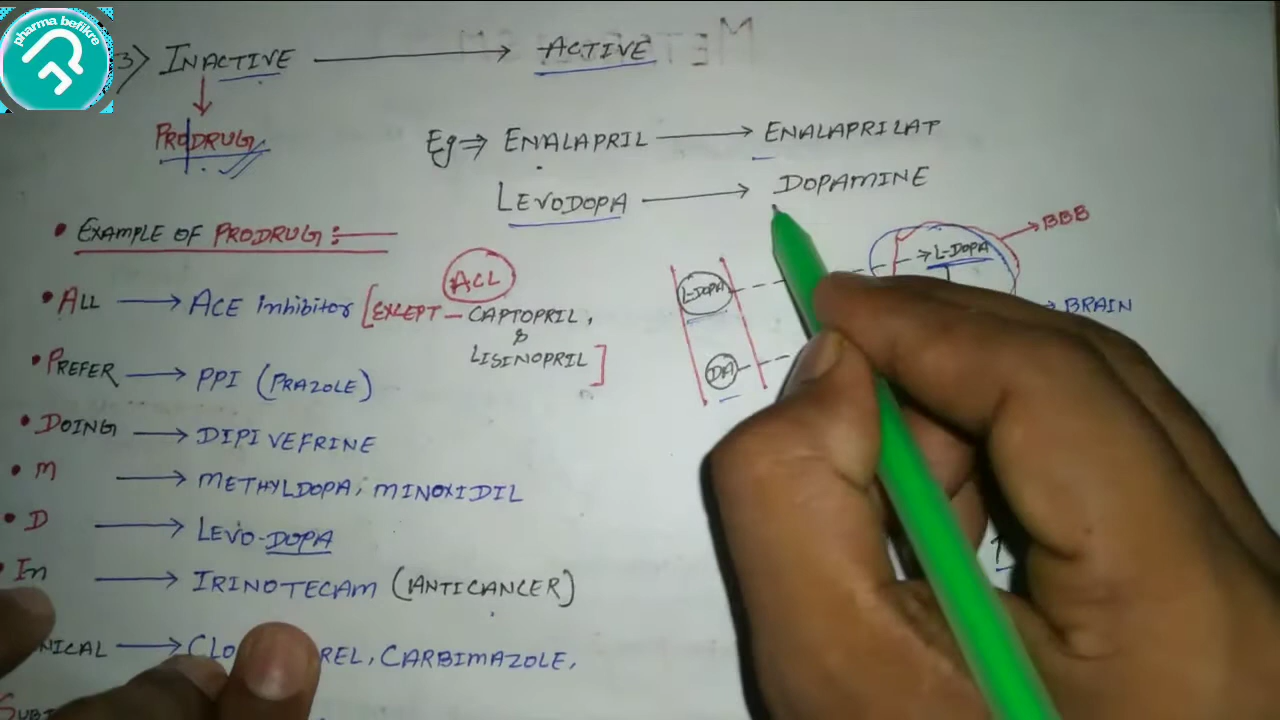 pharma befikre
3) INACTIVE → ACTIVE
PRODRUG
Eg ⇒ ENALAPRIL → ENALAPRILAT
LEVODOPA → DOPAMINE
• EXAMPLE OF PRODRUG :-
• ALL → ACE inhibitor [EXCEPT - CAPTOPRIL,
&
LISINOPRIL]
ACL
• PREFER → PPI (PRAZOLE)
• DOING → DIPIVEFRINE
• M → METHYLDOPA, MINOXIDIL
• D → LEVO-DOPA
• In → IRINOTECAM (ANTICANCER)
NICAL → CLO REL, CARBIMAZOLE,
L-DOPA
DA
L-DOPA
BBB
BRAIN